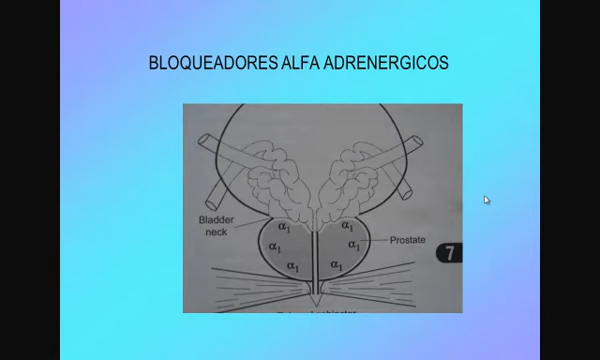 BLOQUEADORES ALFA ADRENERGICOS
Bladder
neck
α1
α1
α1
α1
α1
α1
Prostate
7